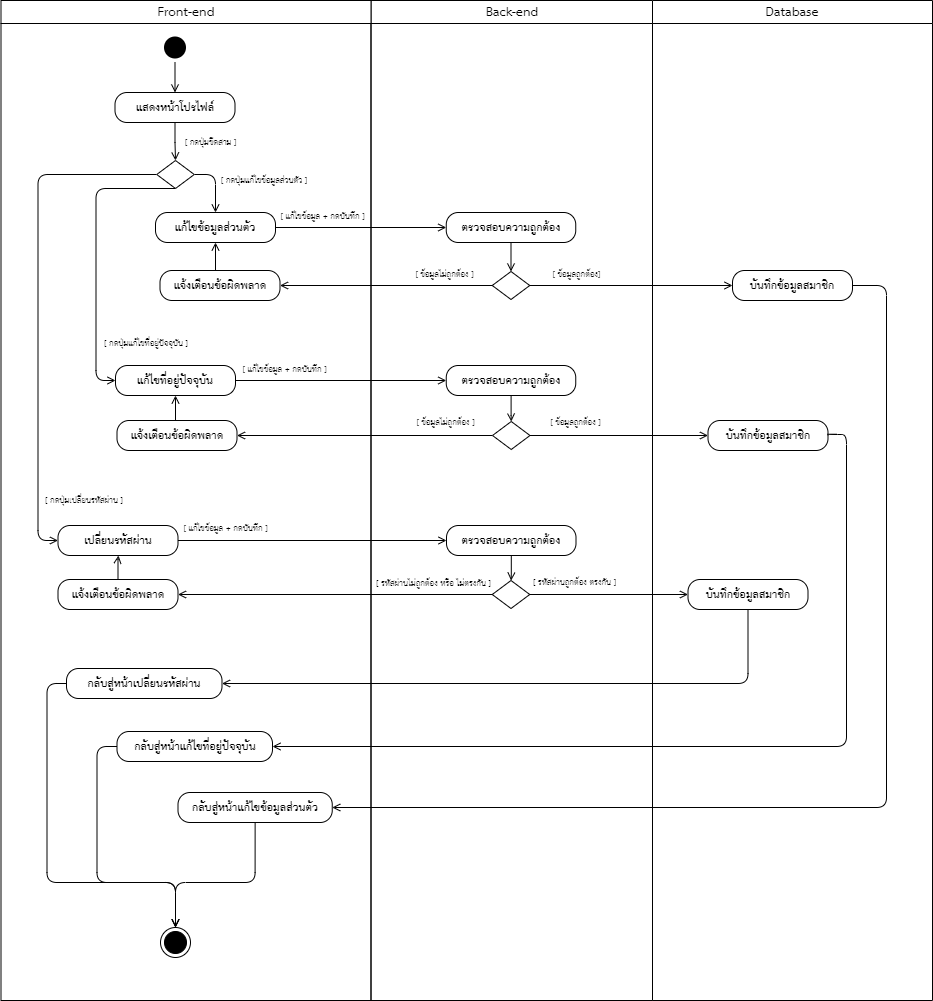 Front-end
Back-end
Database
แสดงหน้าโปรไฟล์
[ กดปุ่มขีดสาม ]
[ กดปุ่มแก้ไขข้อมูลส่วนตัว ]
แก้ไขข้อมูลส่วนตัว
[ แก้ไขข้อมูล + กดบันทึก ]
ตรวจสอบความถูกต้อง
แจ้งเตือนข้อผิดพลาด
[ ข้อมูลไม่ถูกต้อง ]
[ ข้อมูลถูกต้อง]
บันทึกข้อมูลสมาชิก
[ กดปุ่มแก้ไขที่อยู่ปัจจุบัน ]
แก้ไขที่อยู่ปัจจุบัน
[ แก้ไขข้อมูล + กดบันทึก ]
ตรวจสอบความถูกต้อง
แจ้งเตือนข้อผิดพลาด
[ ข้อมูลไม่ถูกต้อง ]
[ ข้อมูลถูกต้อง ]
บันทึกข้อมูลสมาชิก
[ กดปุ่มเปลี่ยนรหัสผ่าน ]
เปลี่ยนรหัสผ่าน
[ แก้ไขข้อมูล + กดบันทึก ]
ตรวจสอบความถูกต้อง
แจ้งเตือนข้อผิดพลาด
[ รหัสผ่านไม่ถูกต้อง หรือ ไม่ตรงกัน ]
[ รหัสผ่านถูกต้อง ตรงกัน ]
บันทึกข้อมูลสมาชิก
กลับสู่หน้าเปลี่ยนรหัสผ่าน
กลับสู่หน้าแก้ไขที่อยู่ปัจจุบัน
กลับสู่หน้าแก้ไขข้อมูลส่วนตัว